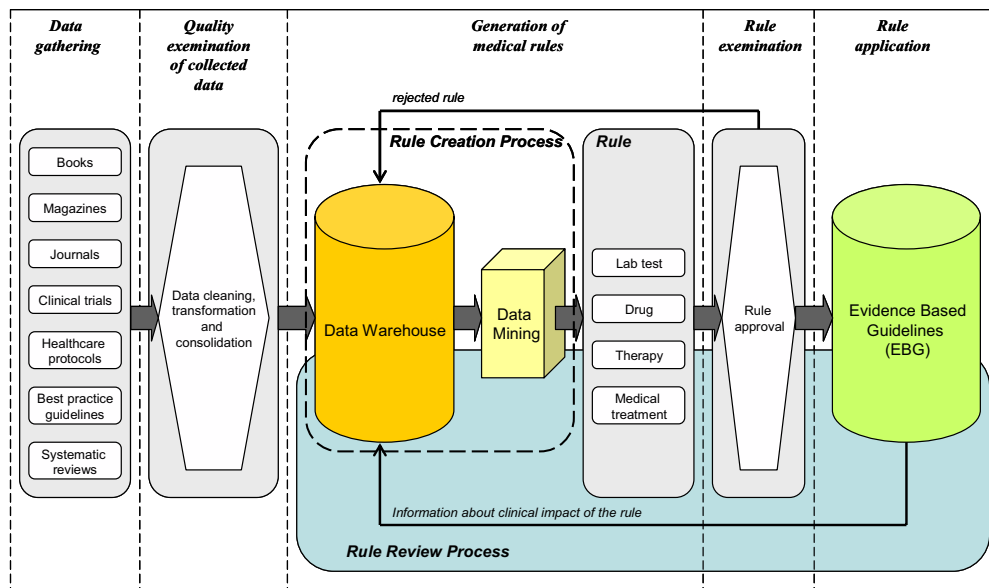 Data
gathering
Quality
exemination
of collected
data
Generation of
medical rules
Rule
exemination
Rule
application
rejected rule
Rule Creation Process
Rule
Books
Magazines
Journals
Clinical trials
Healthcare
protocols
Best practice
guidelines
Systematic
reviews
Data cleaning,
transformation
and
consolidation
Data Warehouse
Data
Mining
Lab test
Drug
Therapy
Medical
treatment
Rule
approval
Evidence Based
Guidelines
(EBG)
Information about clinical impact of the rule
Rule Review Process